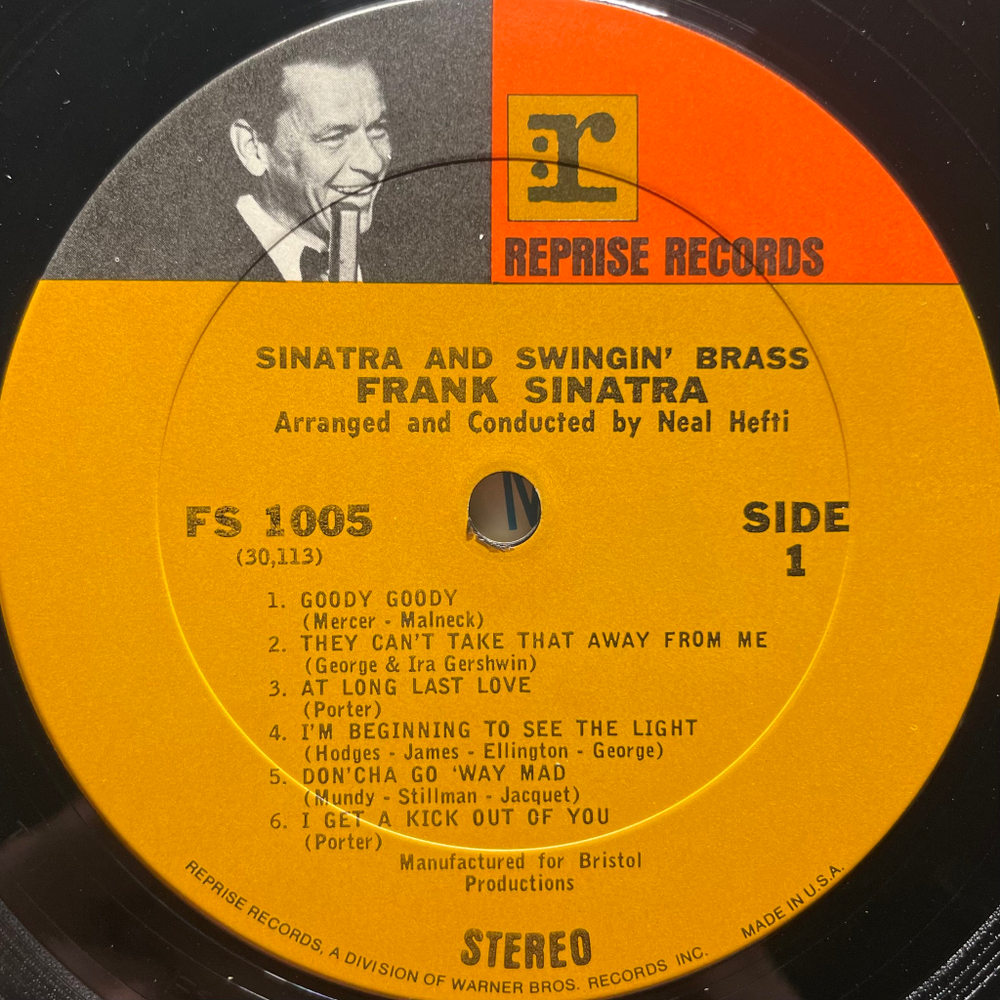 r
REPRISE RECORDS
SINATRA AND SWINGIN' BRASS
FRANK SINATRA
Arranged and Conducted by Neal Hefti
FS 1005
(30,113)
SIDE
1
1. GOODY GOODY
(Mercer - Malneck)
2. THEY CAN'T TAKE THAT AWAY FROM ME
(George & Ira Gershwin)
3. AT LONG LAST LOVE
(Porter)
4. I'M BEGINNING TO SEE THE LIGHT
(Hodges - James - Ellington - George)
5. DON'CHA GO 'WAY MAD
(Mundy - Stillman - Jacquet)
6. I GET A KICK OUT OF YOU
(Porter)
Manufactured for Bristol
Productions
STEREO
REPRISE RECORDS, A DIVISION OF WARNER BROS. RECORDS INC.
MADE IN U.S.A.